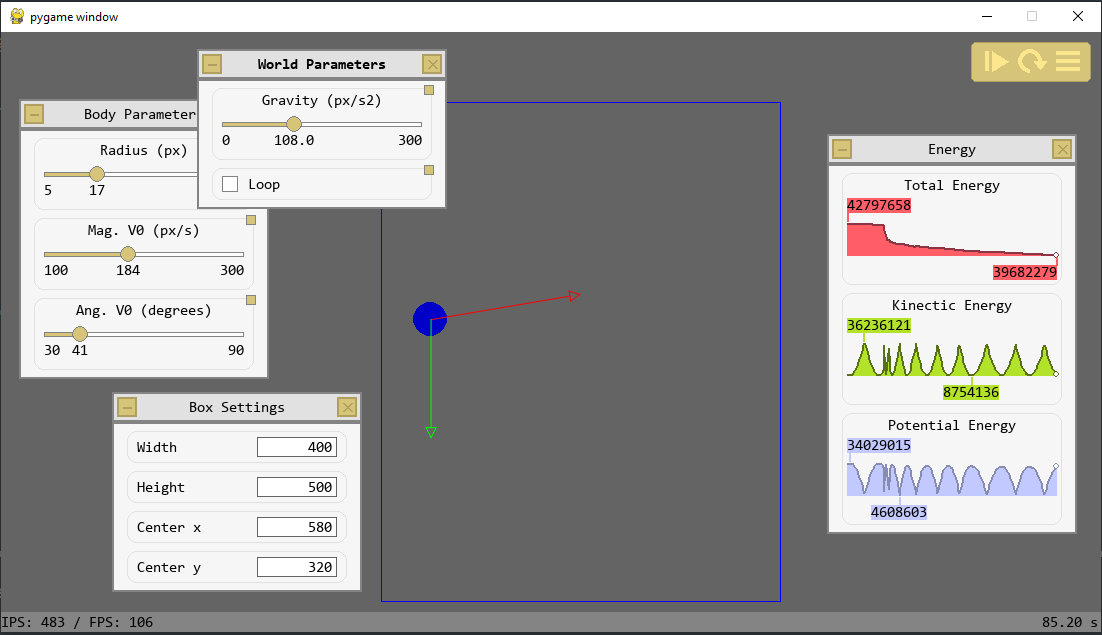 pygame window
World Parameters
Gravity (px/s2)
0 108.0 300
Loop
Body Parameter
Radius (px)
5 17
Mag. V0 (px/s)
100 184 300
Ang. V0 (degrees)
30 41 90
Box Settings
Width 400
Height 500
Center x 580
Center y 320
Energy
Total Energy
42797658
39682279
Kinectic Energy
36236121
8754136
Potential Energy
34029015
4608603
IPS: 483 / FPS: 106
85.20 s